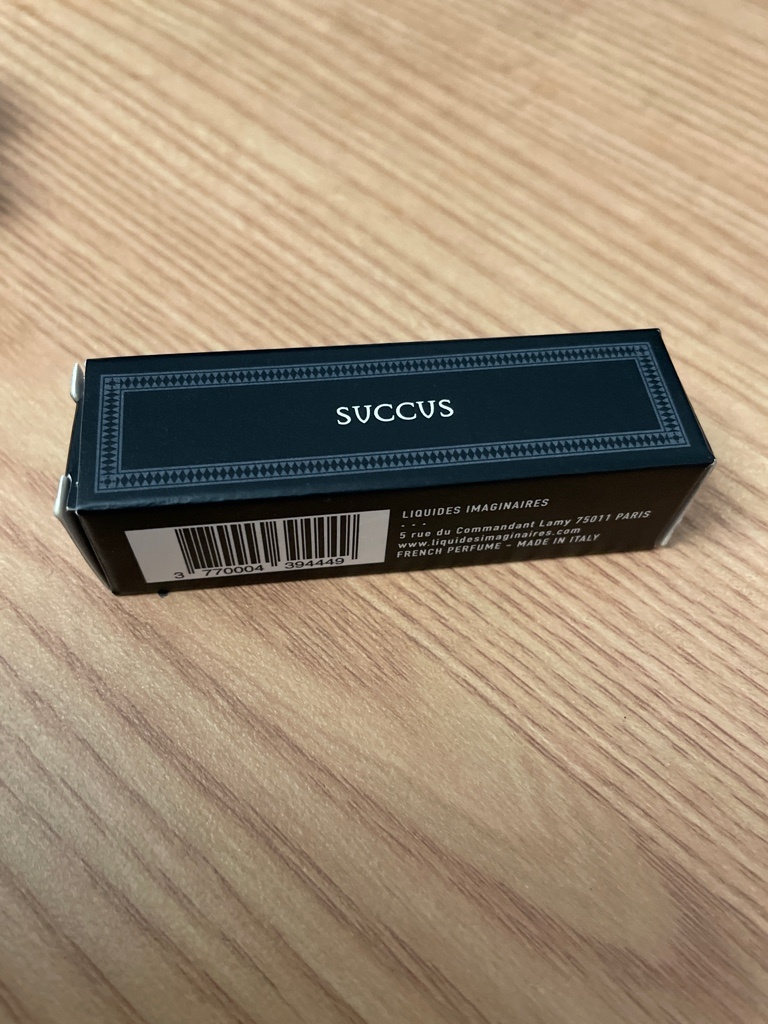 SUCCUS
LIQUIDES IMAGINAIRES
- - -
5 rue du Commandant Lamy 75011 PARIS
www.liquidesimaginaires.com
FRENCH PERFUME - MADE IN ITALY
3 770004 394449